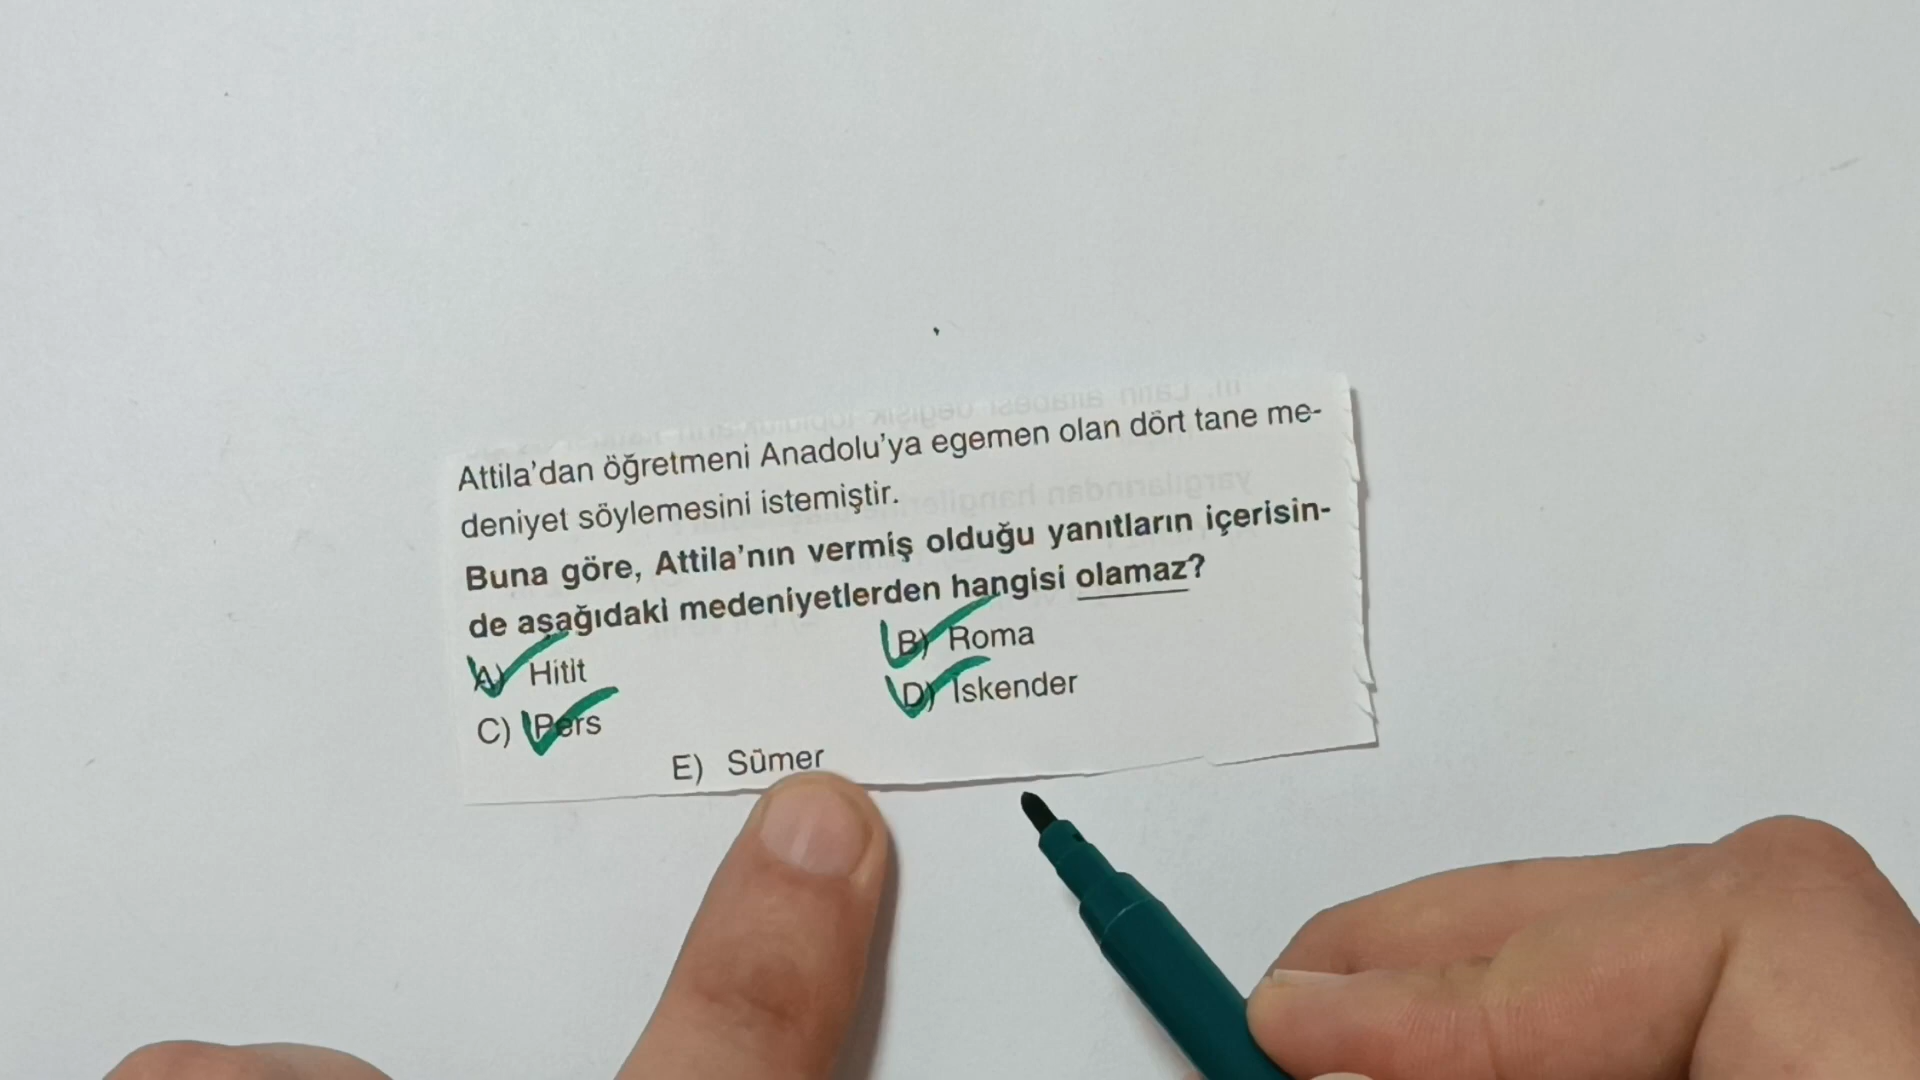 Attila'dan öğretmeni Anadolu'ya egemen olan dört tane me-
deniyet söylemesini istemiştir.
Buna göre, Attila'nın vermiş olduğu yanıtların içerisin-
de aşağıdaki medeniyetlerden hangisi olamaz?
A) Hitit B) Roma
C) Pers D) İskender
E) Sümer